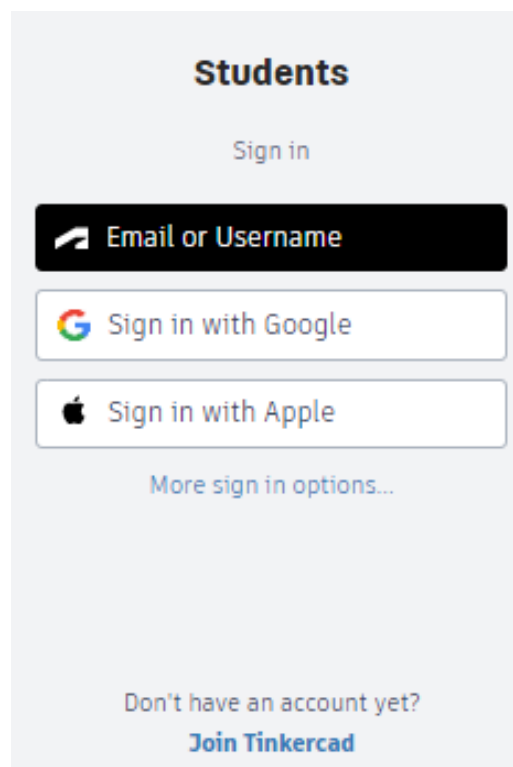 Students
Sign in
Email or Username
Sign in with Google
Sign in with Apple
More sign in options...
Don't have an account yet?
Join Tinkercad